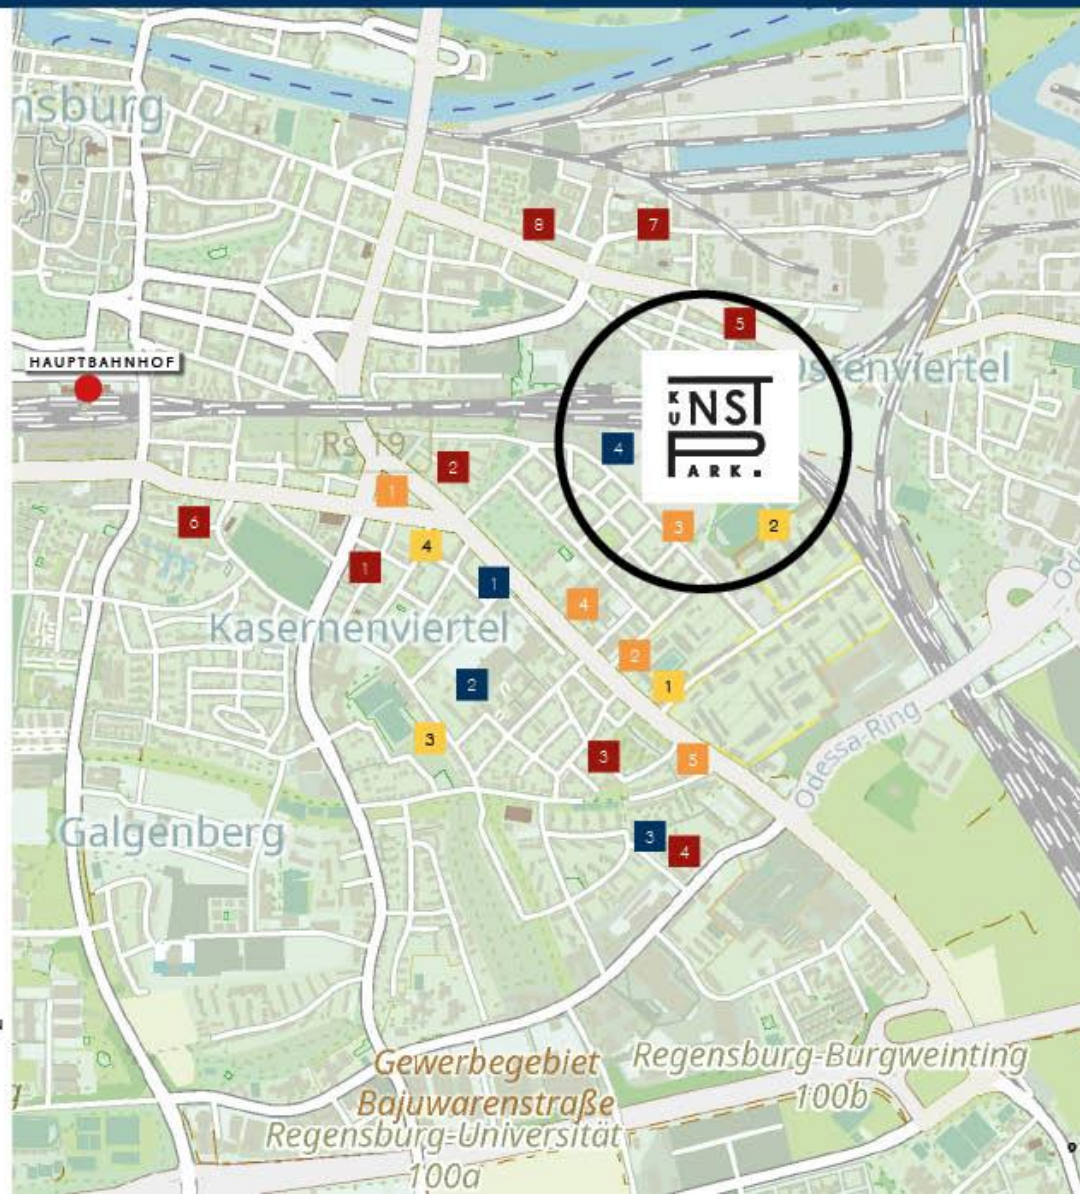 nsburg
8
7
5
HAUPTBAHNHOF
Ostenviertel
KUNST
PARK.
4
2
1
6
3
2
4
1
1
4
Kasernenviertel
2
2
1
3
3
5
Odessa-Ring
Galgenberg
3
4
Gewerbegebiet
Bajuwarenstraße
Regensburg-Burgweinting
100b
Regensburg-Universität
100a